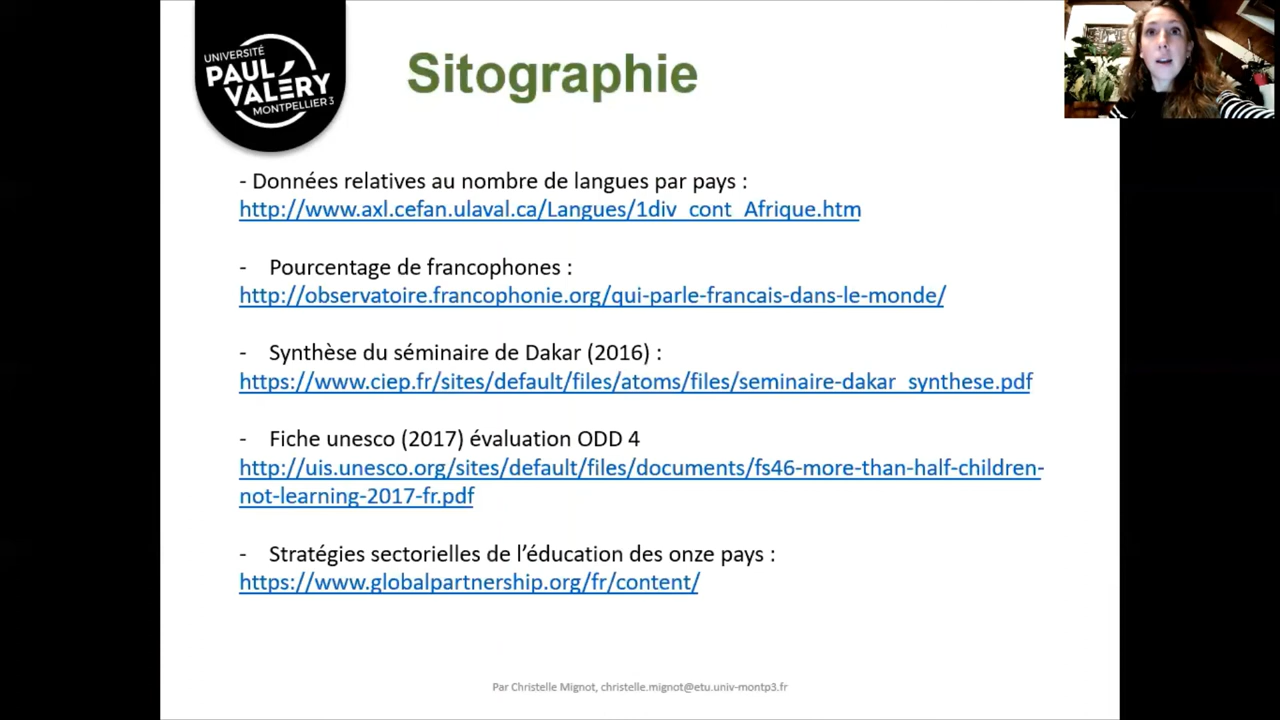 UNIVERSITÉ
PAUL
VALÉRY
MONTPELLIER 3
Sitographie
- Données relatives au nombre de langues par pays :
http://www.axl.cefan.ulaval.ca/Langues/1div_cont_Afrique.htm
- Pourcentage de francophones :
http://observatoire.francophonie.org/qui-parle-francais-dans-le-monde/
- Synthèse du séminaire de Dakar (2016) :
https://www.ciep.fr/sites/default/files/atoms/files/seminaire-dakar_synthese.pdf
- Fiche unesco (2017) évaluation ODD 4
http://uis.unesco.org/sites/default/files/documents/fs46-more-than-half-children-
not-learning-2017-fr.pdf
- Stratégies sectorielles de l’éducation des onze pays :
https://www.globalpartnership.org/fr/content/
Par Christelle Mignot, christelle.mignot@etu.univ-montp3.fr